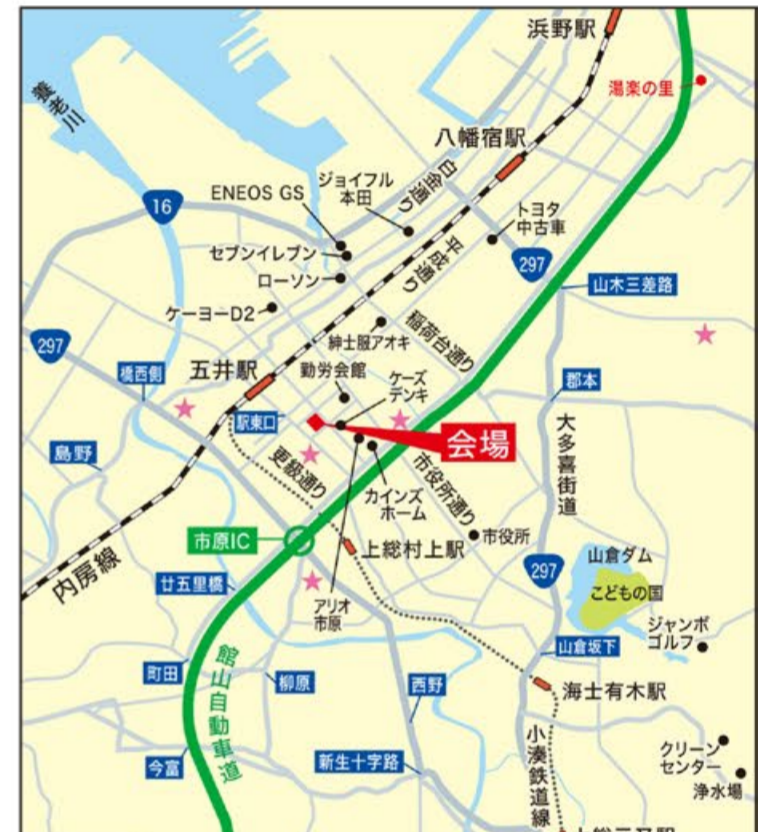 浜野駅
湯楽の里
養老川
八幡宿駅
白金通り
ジョイフル
本田
ENEOS GS
16
トヨタ
中古車
セブンイレブン
平成通り
297
ローソン
山木三差路
ケーヨーD2
稲荷台通り
紳士服アオキ
297
五井駅
勤労会館
橋西側
ケーズ
デンキ
郡本
駅東口
会場
大多喜街道
島野
更級通り
市役所通り
カインズ
ホーム
市役所
市原IC
上総村上駅
内房線
297
山倉ダム
廿五里橋
こどもの国
アリオ
市原
ジャンボ
ゴルフ
山倉坂下
館山自動車道
町田
柳原
西野
海士有木駅
小湊鉄道線
クリーン
センター
新生十字路
今富
浄水場